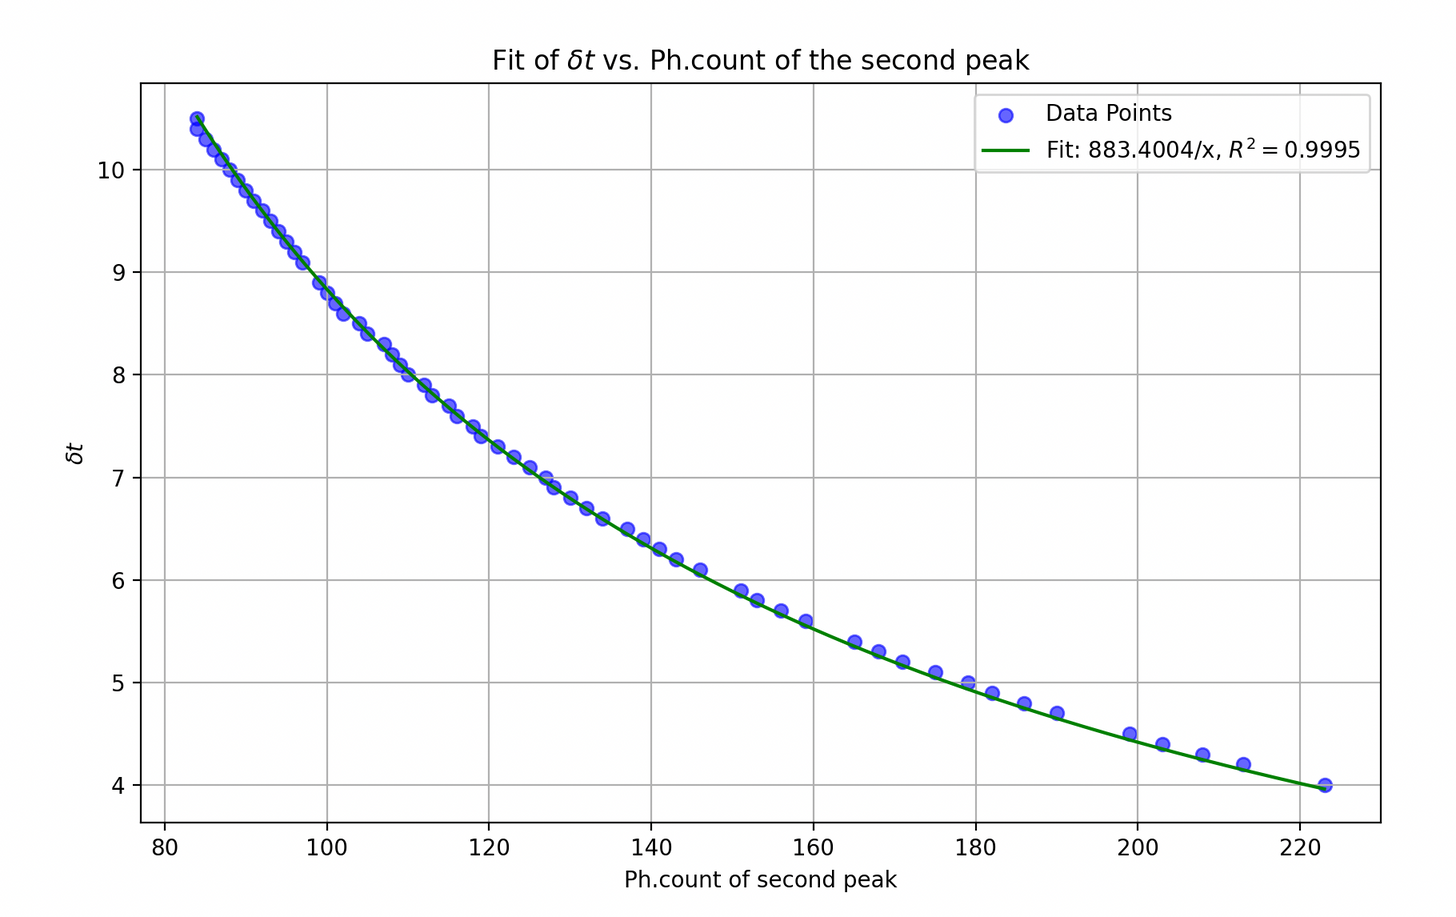 Fit of δt vs. Ph.count of the second peak
Data Points
Fit: 883.4004/x, R² = 0.9995
10
9
8
7
6
5
4
δt
80 100 120 140 160 180 200 220
Ph.count of second peak